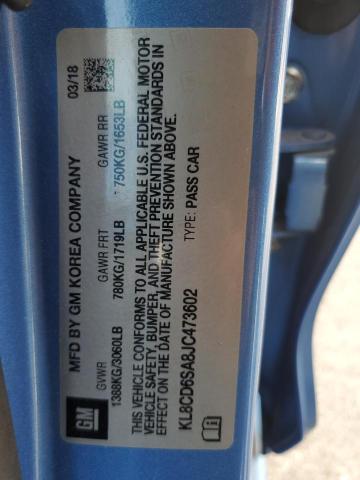 MFD BY GM KOREA COMPANY 03/18
GVWR GAWR FRT GAWR RR
1388KG/3060LB 780KG/1719LB 750KG/1653LB
THIS VEHICLE CONFORMS TO ALL APPLICABLE U.S. FEDERAL MOTOR
VEHICLE SAFETY, BUMPER, AND THEFT PREVENTION STANDARDS IN
EFFECT ON THE DATE OF MANUFACTURE SHOWN ABOVE.
KL8CD6SA8JC473602 TYPE: PASS CAR
GM